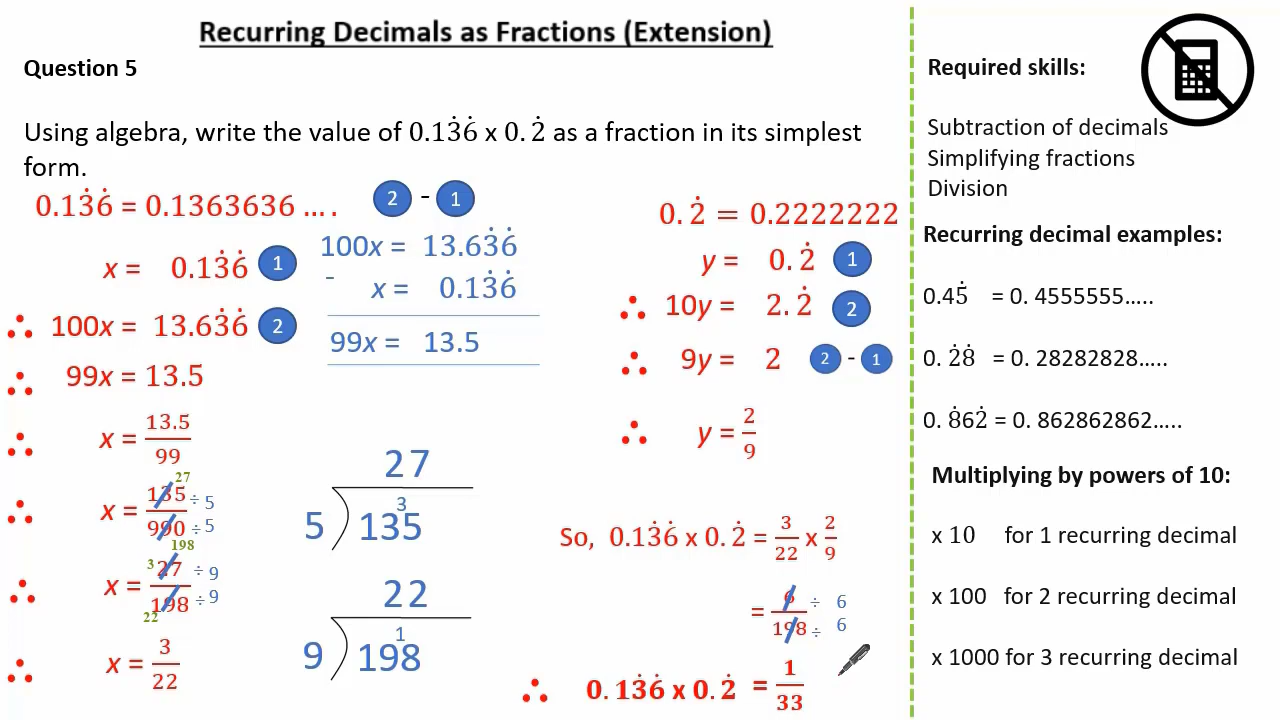 Recurring Decimals as Fractions (Extension)
Question 5
Using algebra, write the value of 0.13̇6̇ x 0. 2̇ as a fraction in its simplest
form.
0.13̇6̇ = 0.1363636 ... .
x = 0.13̇6̇ 1
∴ 100x = 13.63̇6̇ 2
∴ 99x = 13.5
∴ x = 13.5/99
∴ x = 135/990 ÷ 5 ÷ 5 27 198
∴ x = 27/198 ÷ 9 ÷ 9 3 22
∴ x = 3/22
2 - 1
100x = 13.63̇6̇
- x = 0.13̇6̇
99x = 13.5
27
5 ) 13³5
22
9 ) 19¹8
0. 2̇ = 0.2222222
y = 0. 2̇ 1
∴ 10y = 2. 2̇ 2
∴ 9y = 2 2 - 1
∴ y = 2/9
So, 0.13̇6̇ x 0. 2̇ = 3/22 x 2/9
= 6/198 ÷ 6 ÷ 6
∴ 0. 13̇6̇ x 0. 2̇ = 1/33
Required skills:
Subtraction of decimals
Simplifying fractions
Division
Recurring decimal examples:
0.45̇ = 0. 4555555.....
0. 2̇8̇ = 0. 28282828.....
0. 8̇62̇ = 0. 862862862.....
Multiplying by powers of 10:
x 10 for 1 recurring decimal
x 100 for 2 recurring decimal
x 1000 for 3 recurring decimal